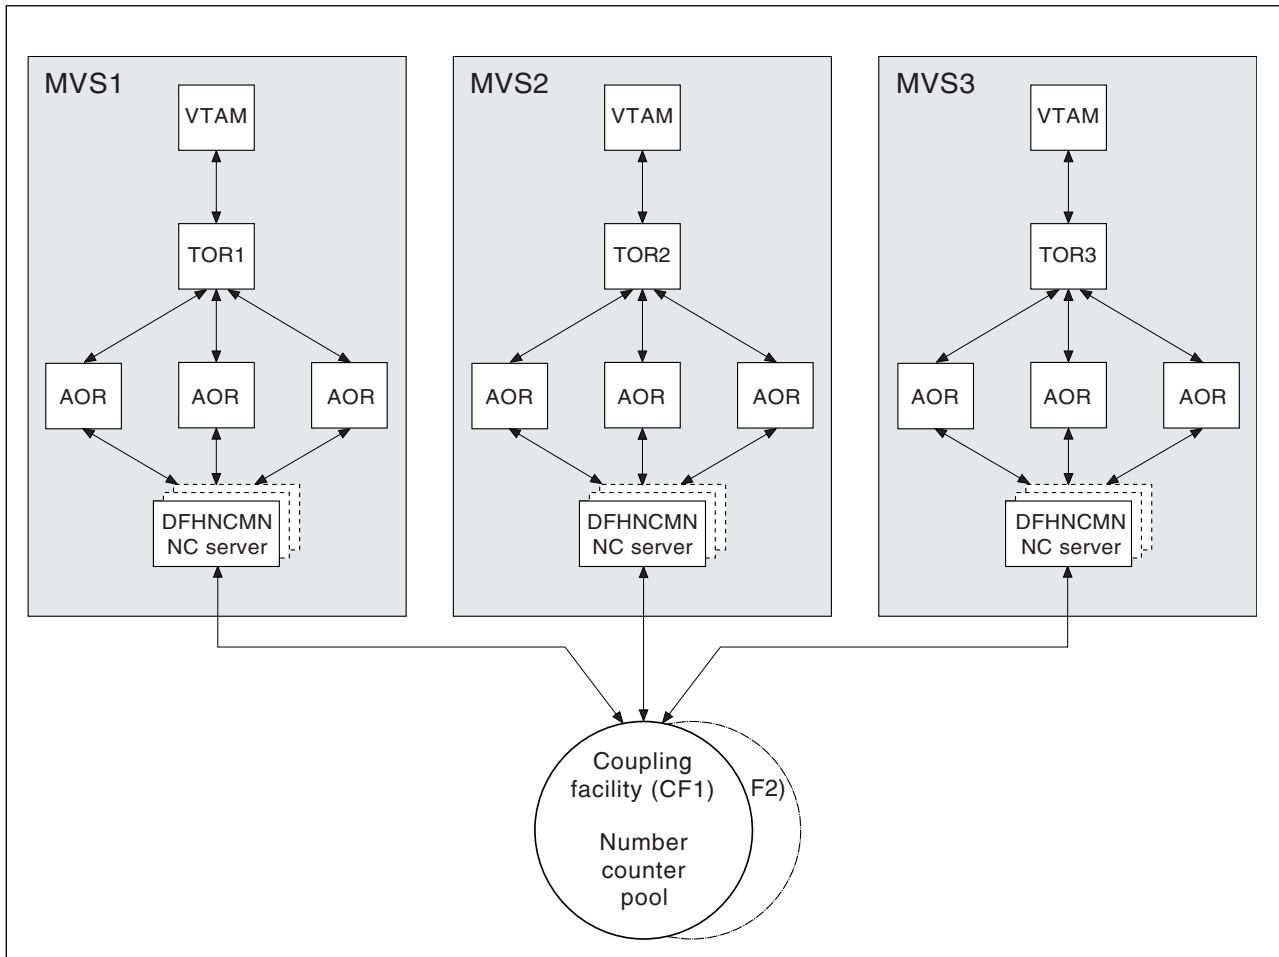 MVS1
MVS2
MVS3
VTAM
VTAM
VTAM
TOR1
TOR2
TOR3
AOR
AOR
AOR
AOR
AOR
AOR
AOR
AOR
AOR
DFHNCMN
NC server
DFHNCMN
NC server
DFHNCMN
NC server
Coupling
facility (CF1)
F2)
Number
counter
pool